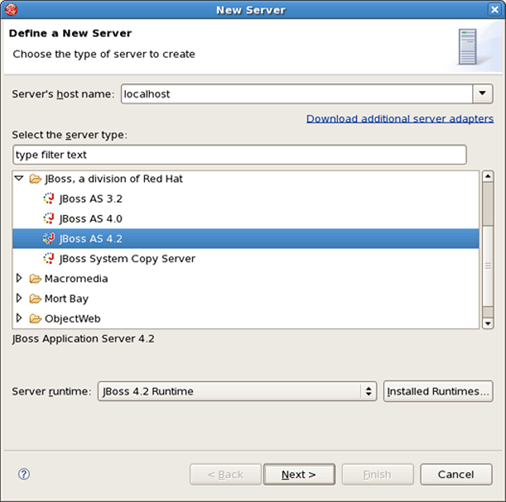 New Server
Define a New Server
Choose the type of server to create
Server's host name: localhost
Download additional server adapters
Select the server type:
type filter text
JBoss, a division of Red Hat
JBoss AS 3.2
JBoss AS 4.0
JBoss AS 4.2
JBoss System Copy Server
Macromedia
Mort Bay
ObjectWeb
JBoss Application Server 4.2
Server runtime: JBoss 4.2 Runtime Installed Runtimes...
? < Back Next > Finish Cancel